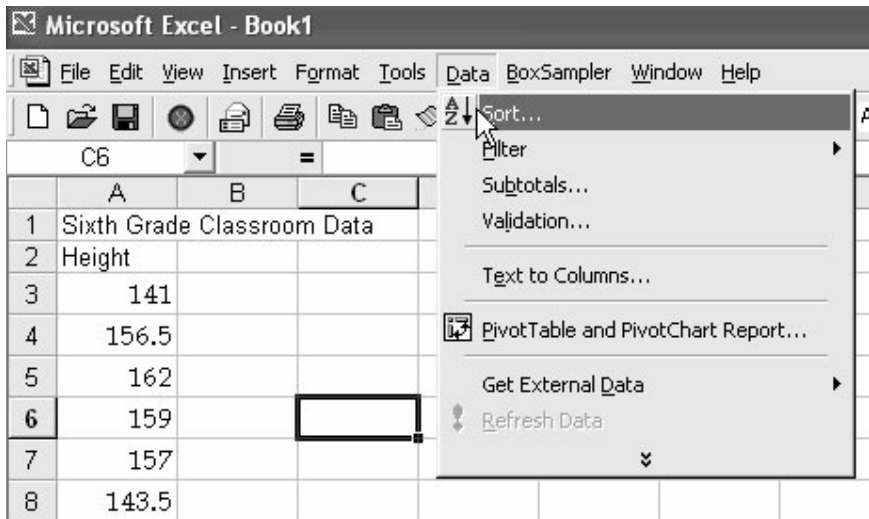 Microsoft Excel - Book1
File Edit View Insert Format Tools Data BoxSampler Window Help
Sort...
Filter
Subtotals...
Validation...
Text to Columns...
PivotTable and PivotChart Report...
Get External Data
Refresh Data
C6 =
A B C
1 Sixth Grade Classroom Data
2 Height
3 141
4 156.5
5 162
6 159
7 157
8 143.5